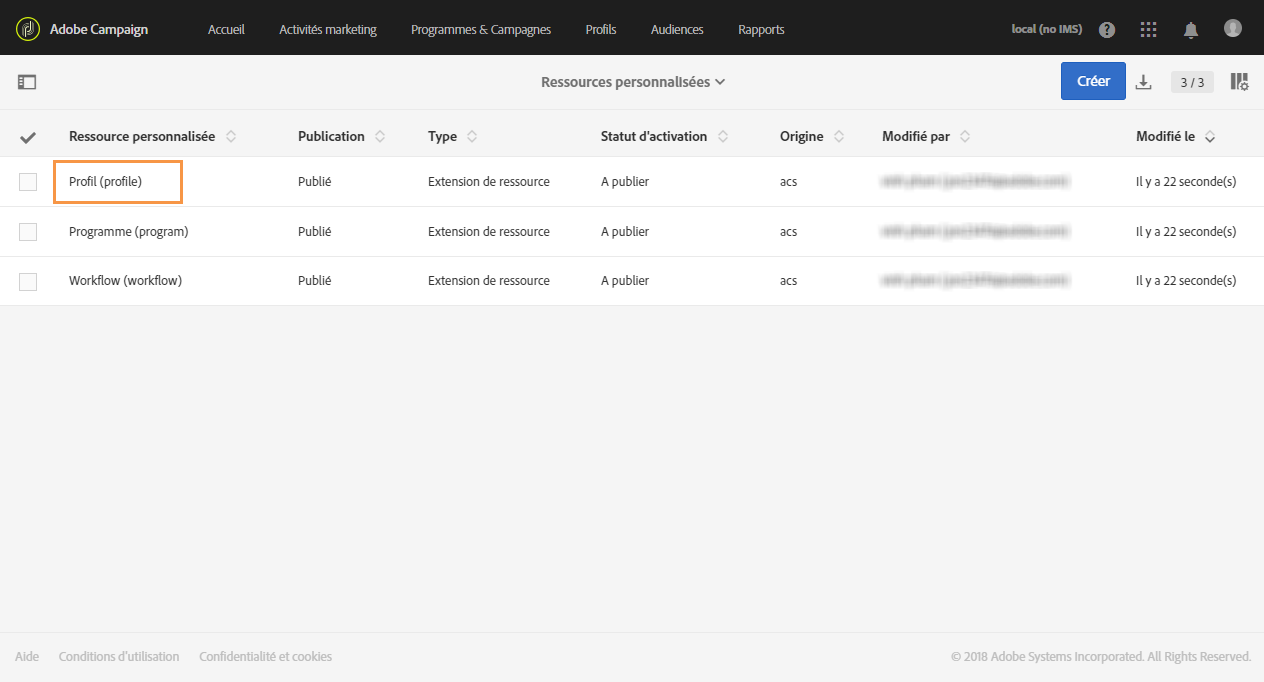 Adobe Campaign Accueil Activités marketing Programmes & Campagnes Profils Audiences Rapports local (no IMS) ?
Ressources personnalisées Créer 3 / 3
Ressource personnalisée Publication Type Statut d'activation Origine Modifié par Modifié le
Profil (profile) Publié Extension de ressource A publier acs Il y a 22 seconde(s)
Programme (program) Publié Extension de ressource A publier acs Il y a 22 seconde(s)
Workflow (workflow) Publié Extension de ressource A publier acs Il y a 22 seconde(s)
Aide Conditions d'utilisation Confidentialité et cookies © 2018 Adobe Systems Incorporated. All Rights Reserved.